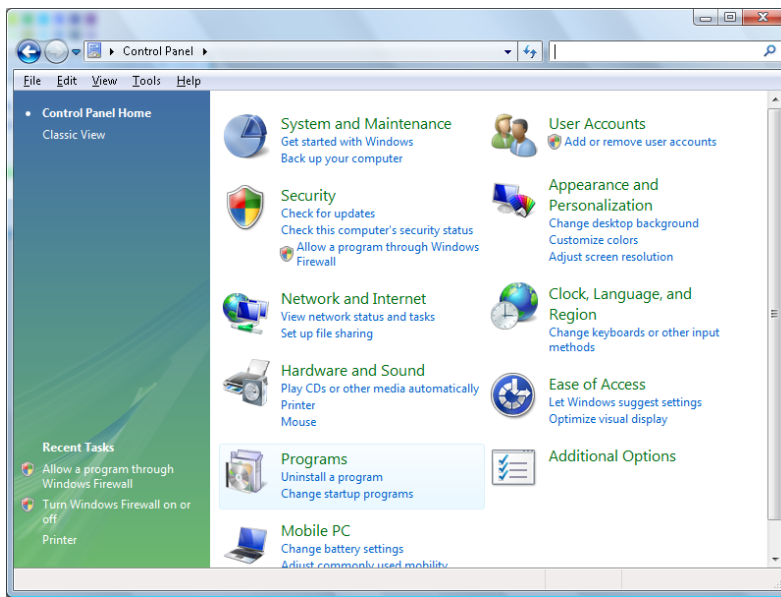 Control Panel
File Edit View Tools Help
Control Panel Home
Classic View
Recent Tasks
Allow a program through
Windows Firewall
Turn Windows Firewall on or
off
Printer
System and Maintenance
Get started with Windows
Back up your computer
Security
Check for updates
Check this computer's security status
Allow a program through Windows
Firewall
Network and Internet
View network status and tasks
Set up file sharing
Hardware and Sound
Play CDs or other media automatically
Printer
Mouse
Programs
Uninstall a program
Change startup programs
Mobile PC
Change battery settings
Adjust commonly used mobility
User Accounts
Add or remove user accounts
Appearance and
Personalization
Change desktop background
Customize colors
Adjust screen resolution
Clock, Language, and
Region
Change keyboards or other input
methods
Ease of Access
Let Windows suggest settings
Optimize visual display
Additional Options